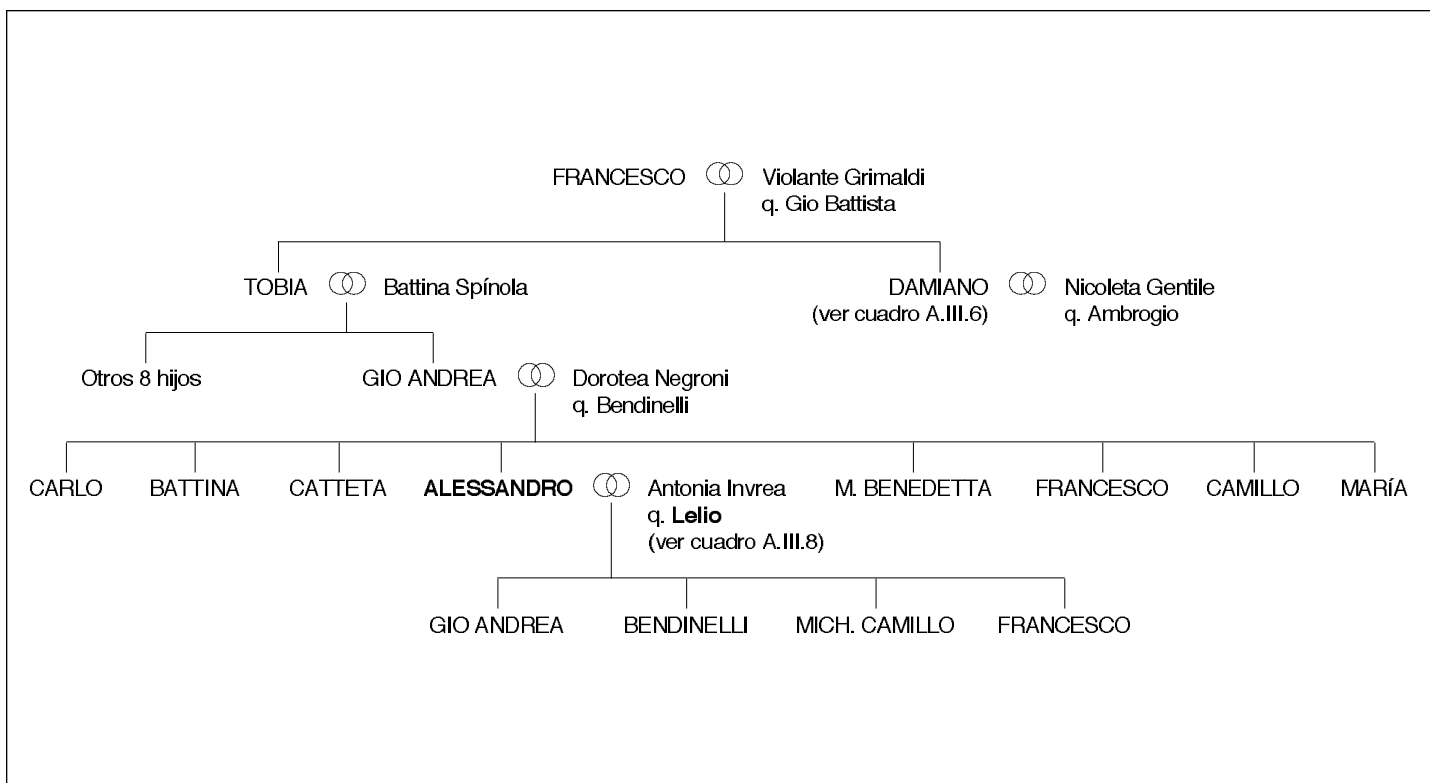 FRANCESCO Violante Grimaldi
q. Gio Battista
TOBIA Battina Spínola DAMIANO Nicoleta Gentile
(ver cuadro A.III.6) q. Ambrogio
Otros 8 hijos GIO ANDREA Dorotea Negroni
q. Bendinelli
CARLO BATTINA CATTETA ALESSANDRO Antonia Invrea M. BENEDETTA FRANCESCO CAMILLO MARÍA
q. Lelio
(ver cuadro A.III.8)
GIO ANDREA BENDINELLI MICH. CAMILLO FRANCESCO